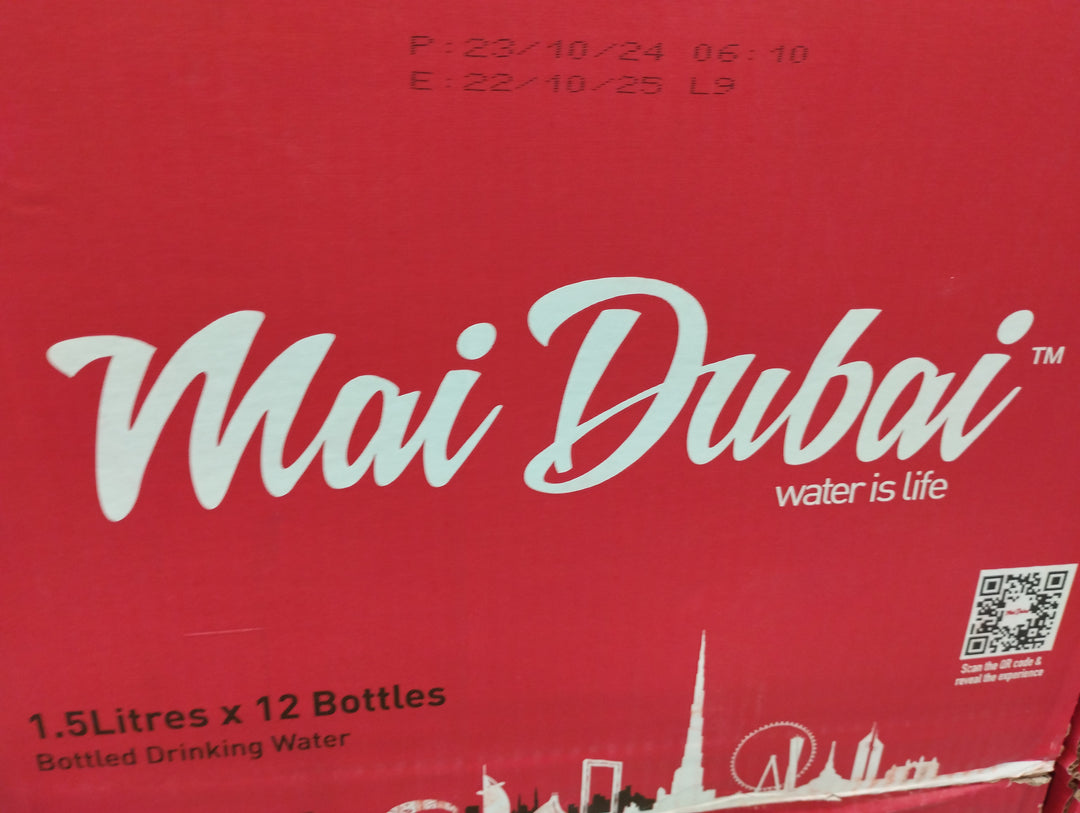 P:23/10/24 06:10
E:22/10/25 L9
Mai Dubai™
water is life
Scan the QR code &
reveal the experience
1.5Litres x 12 Bottles
Bottled Drinking Water